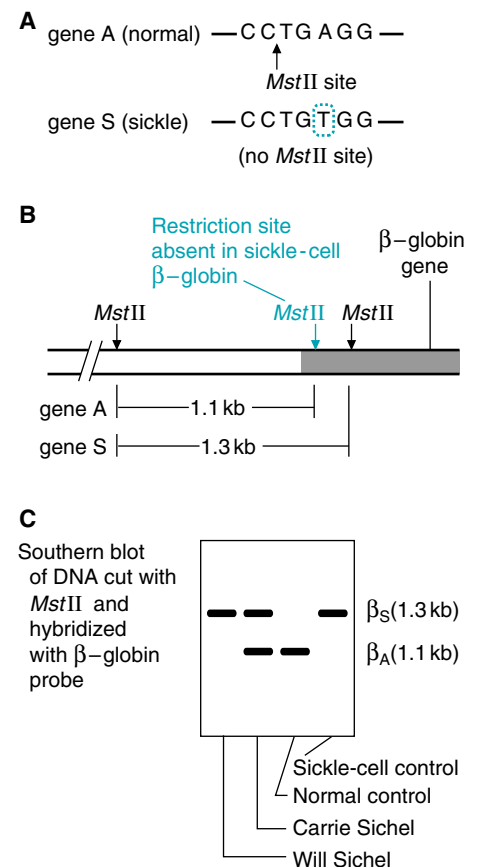 A
gene A (normal) — C C T G A G G —
MstII site
gene S (sickle) — C C T G T G G —
(no MstII site)
B
Restriction site
absent in sickle-cell
β–globin
β–globin
gene
MstII MstII MstII
gene A 1.1 kb
gene S 1.3 kb
C
Southern blot
of DNA cut with
MstII and
hybridized
with β–globin
probe
βS(1.3 kb)
βA(1.1 kb)
Sickle-cell control
Normal control
Carrie Sichel
Will Sichel